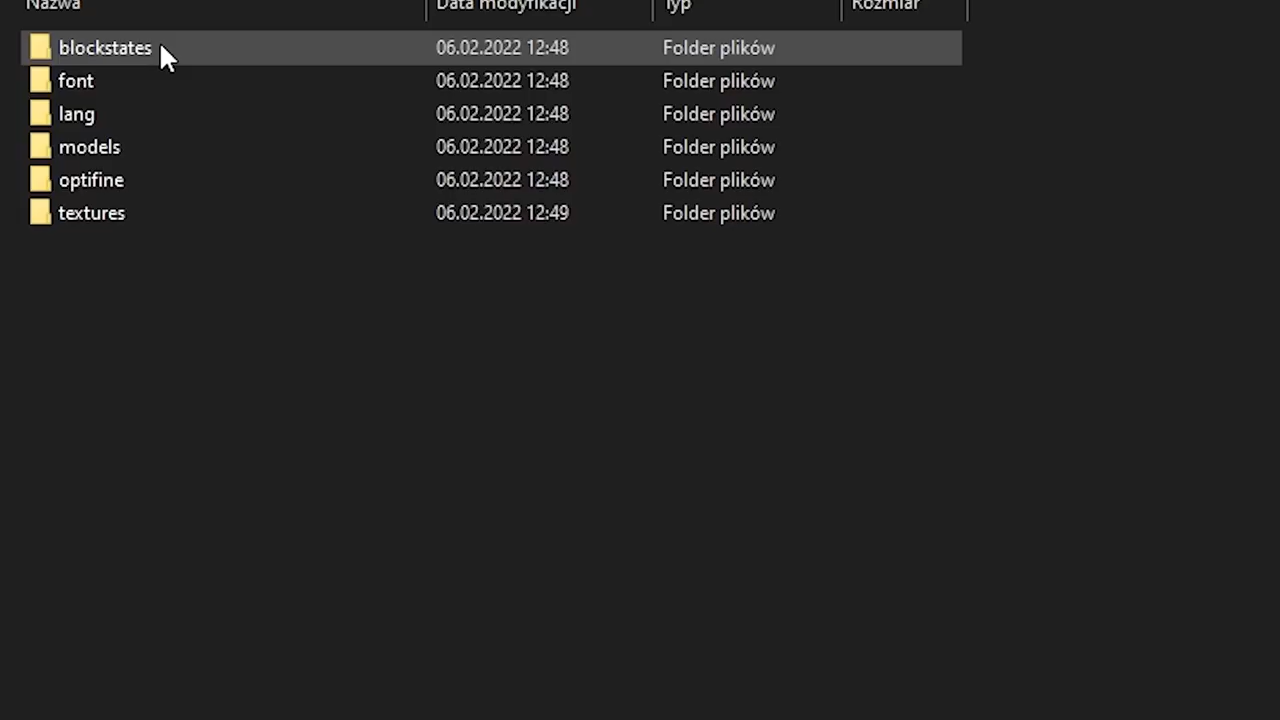 Nazwa Data modyfikacji Typ Rozmiar
blockstates 06.02.2022 12:48 Folder plików
font 06.02.2022 12:48 Folder plików
lang 06.02.2022 12:48 Folder plików
models 06.02.2022 12:48 Folder plików
optifine 06.02.2022 12:48 Folder plików
textures 06.02.2022 12:49 Folder plików